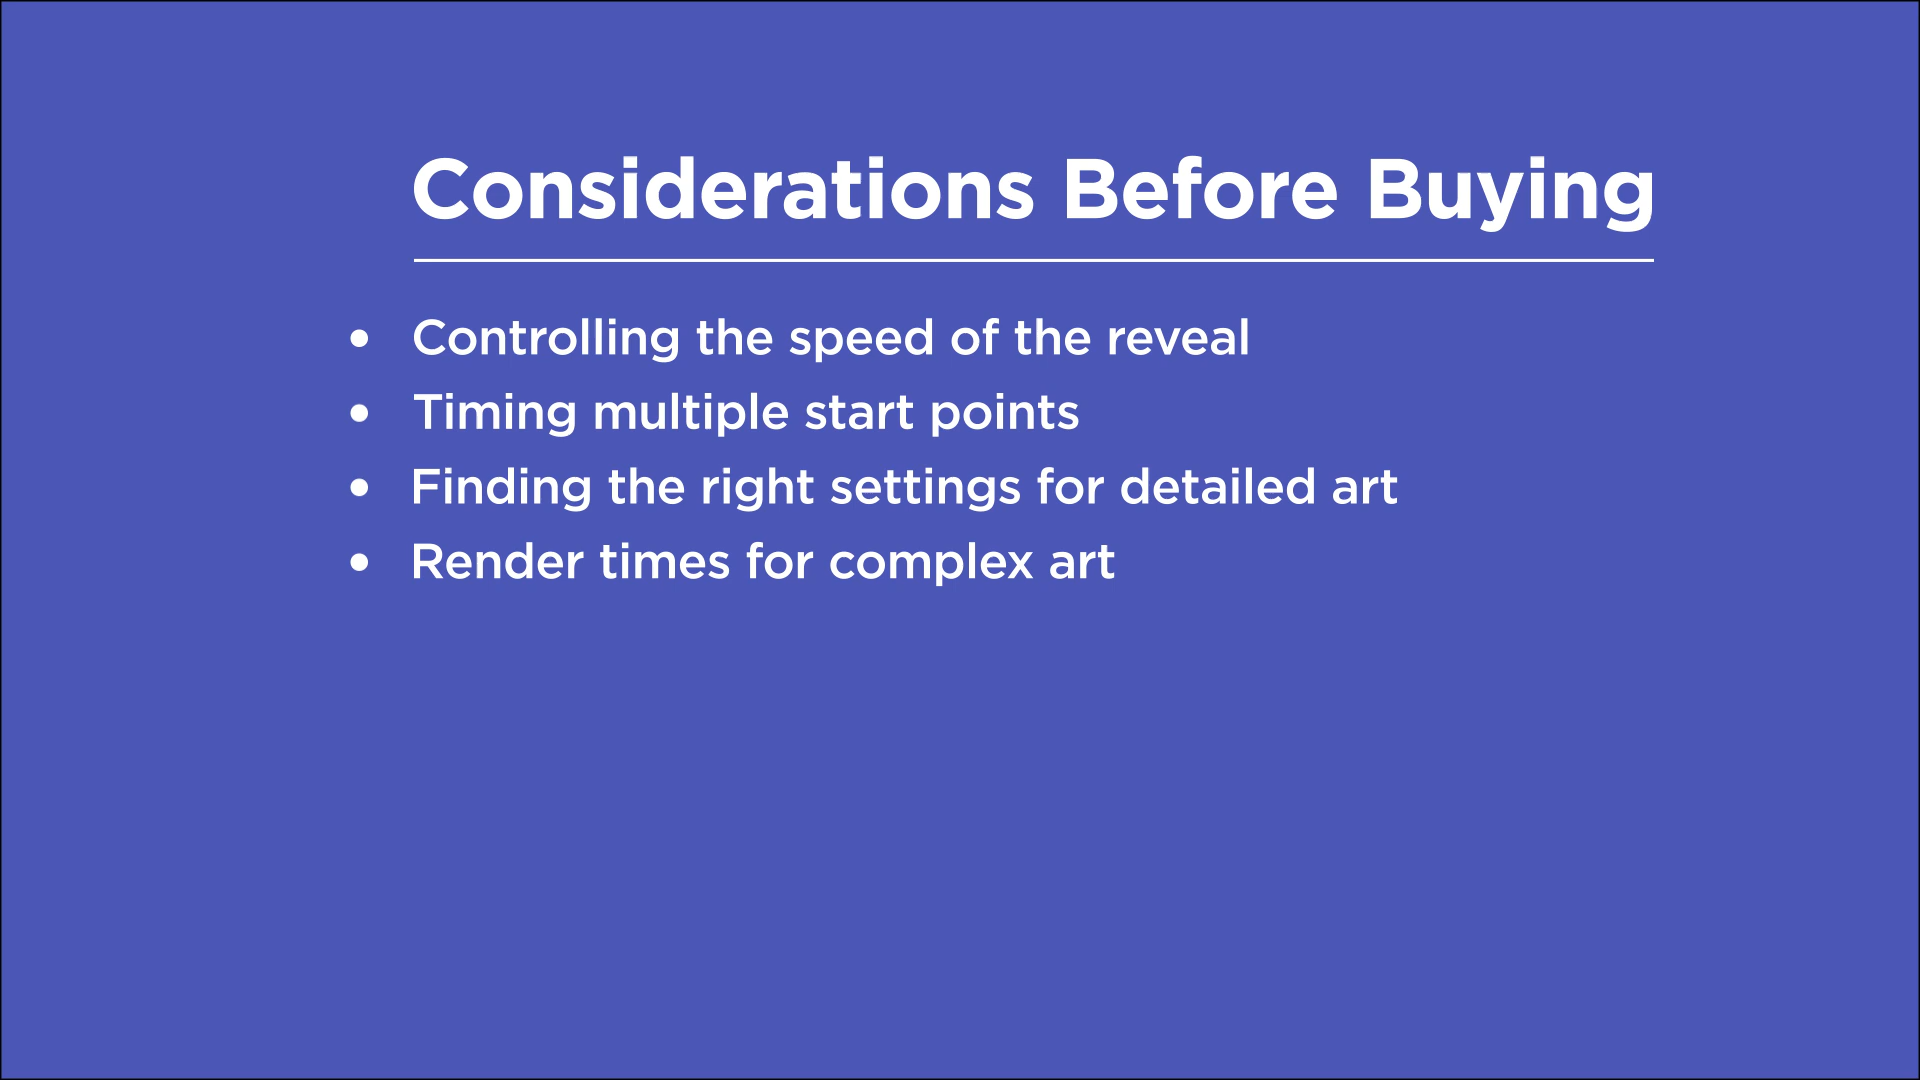 Considerations Before Buying
• Controlling the speed of the reveal
• Timing multiple start points
• Finding the right settings for detailed art
• Render times for complex art